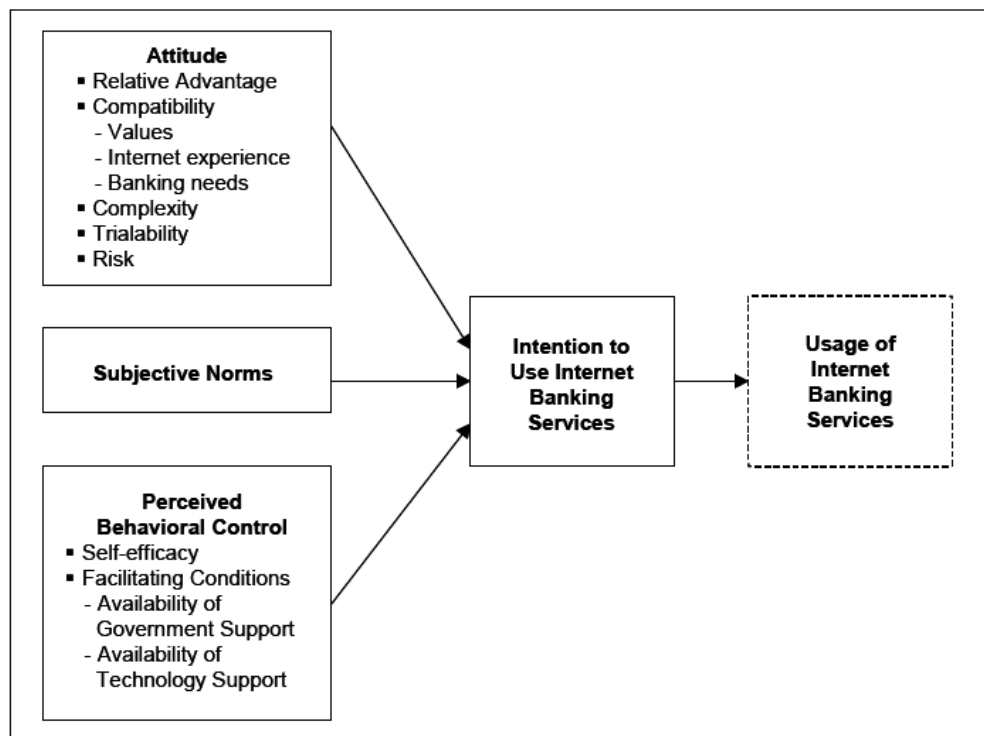 Attitude
▪ Relative Advantage
▪ Compatibility
- Values
- Internet experience
- Banking needs
▪ Complexity
▪ Trialability
▪ Risk
Subjective Norms
Perceived
Behavioral Control
▪ Self-efficacy
▪ Facilitating Conditions
- Availability of
Government Support
- Availability of
Technology Support
Intention to
Use Internet
Banking
Services
Usage of
Internet
Banking
Services